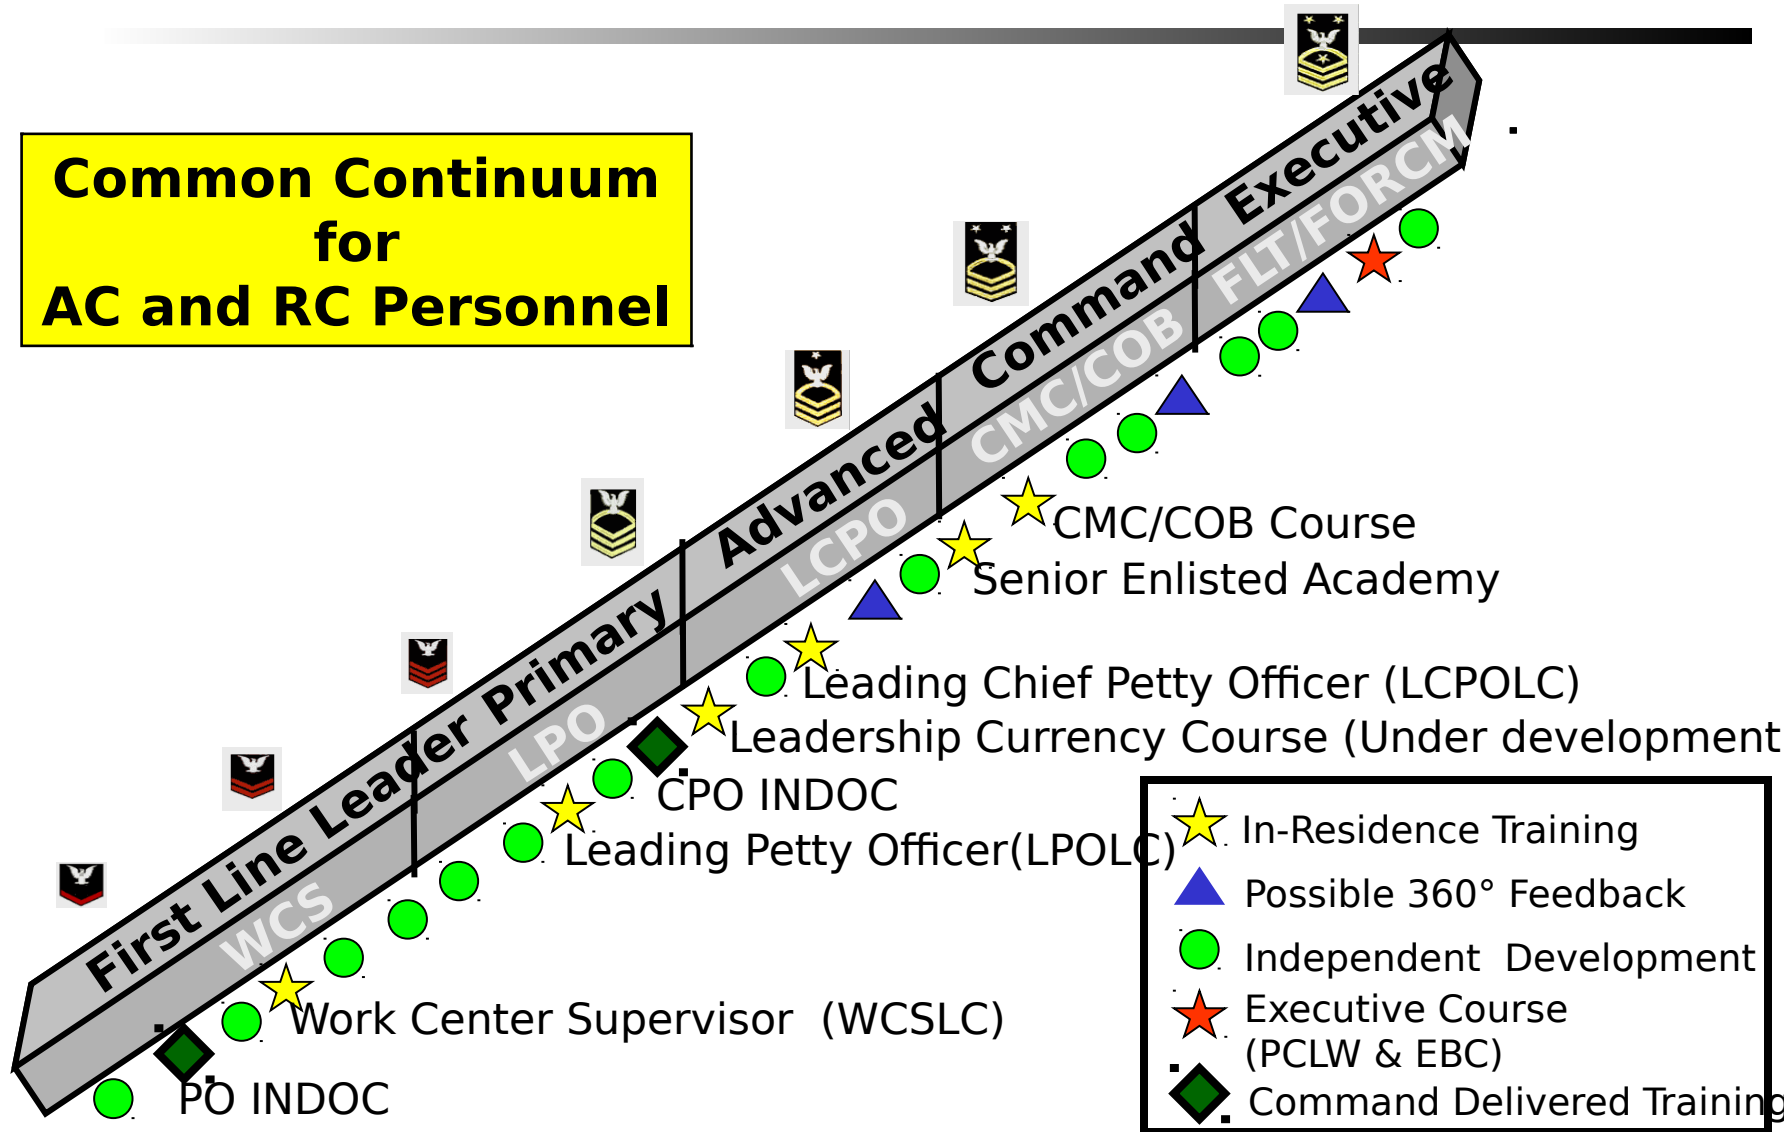 Common Continuum
for
AC and RC Personnel
Executive
FLT/FORCM
Command
CMC/COB
Advanced
LCPO
Primary
LPO
First Line Leader
WCS
CMC/COB Course
Senior Enlisted Academy
Leading Chief Petty Officer (LCPOLC)
Leadership Currency Course (Under development
CPO INDOC
Leading Petty Officer(LPOLC)
Work Center Supervisor (WCSLC)
PO INDOC
In-Residence Training
Possible 360° Feedback
Independent Development
Executive Course
(PCLW & EBC)
Command Delivered Training